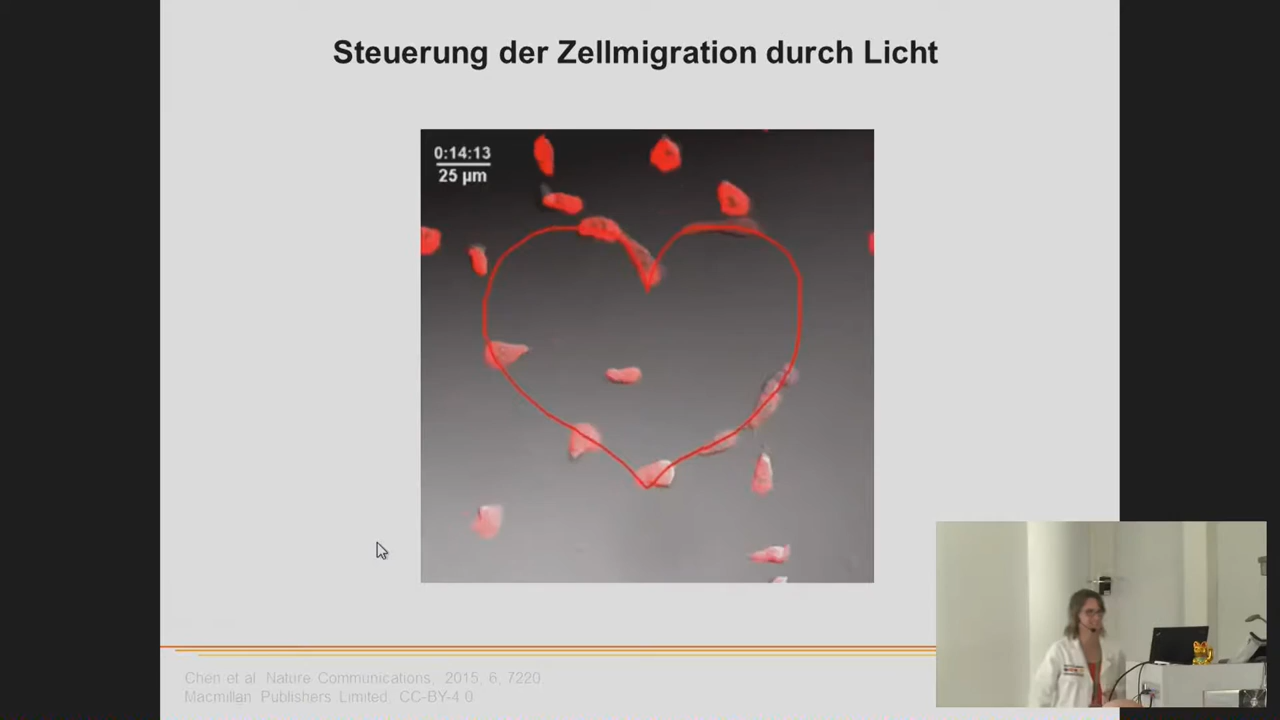 Steuerung der Zellmigration durch Licht
0:14:13
25 µm
Chen et al. Nature Communications, 2015, 6, 7220
Macmillan Publishers Limited. CC-BY-4.0